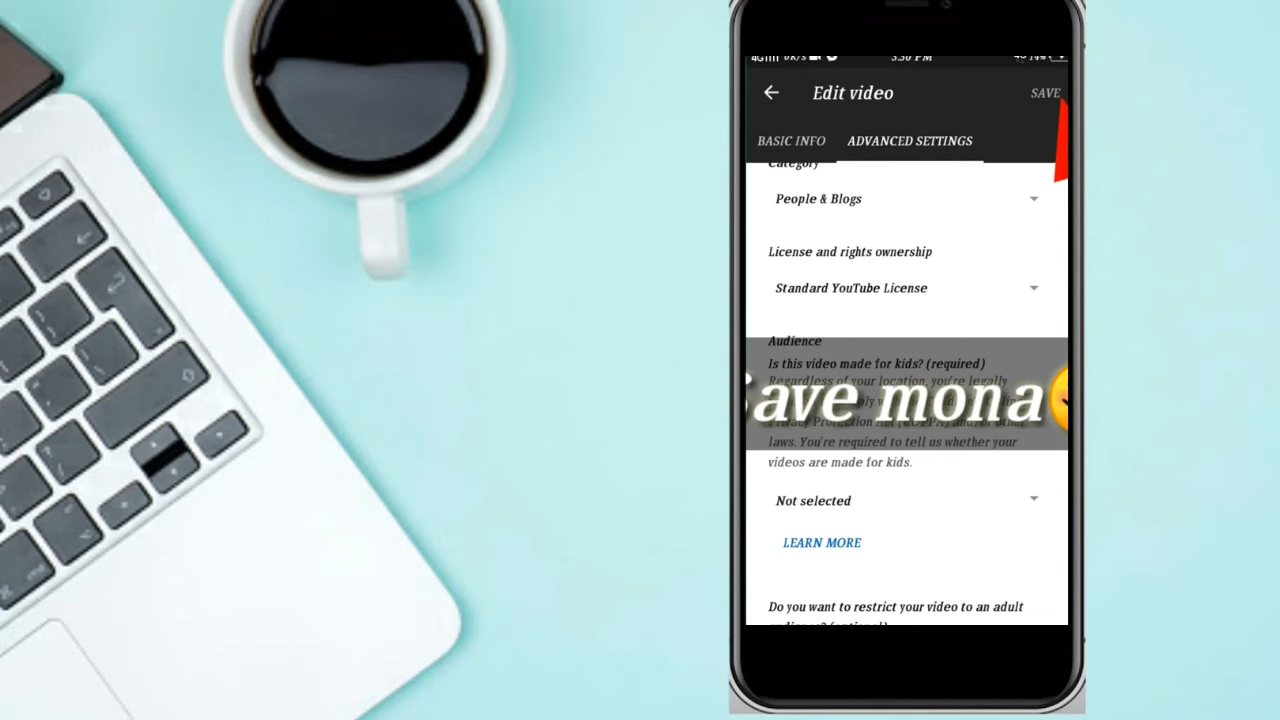 3:30 PM
Edit video
SAVE
BASIC INFO
ADVANCED SETTINGS
Category
People & Blogs
License and rights ownership
Standard YouTube License
Audience
Is this video made for kids? (required)
Regardless of your location, you're legally
Save mona
Privacy Protection Act (COPPA) and/or other
laws. You're required to tell us whether your
videos are made for kids.
Not selected
LEARN MORE
Do you want to restrict your video to an adult
audience? (optional)